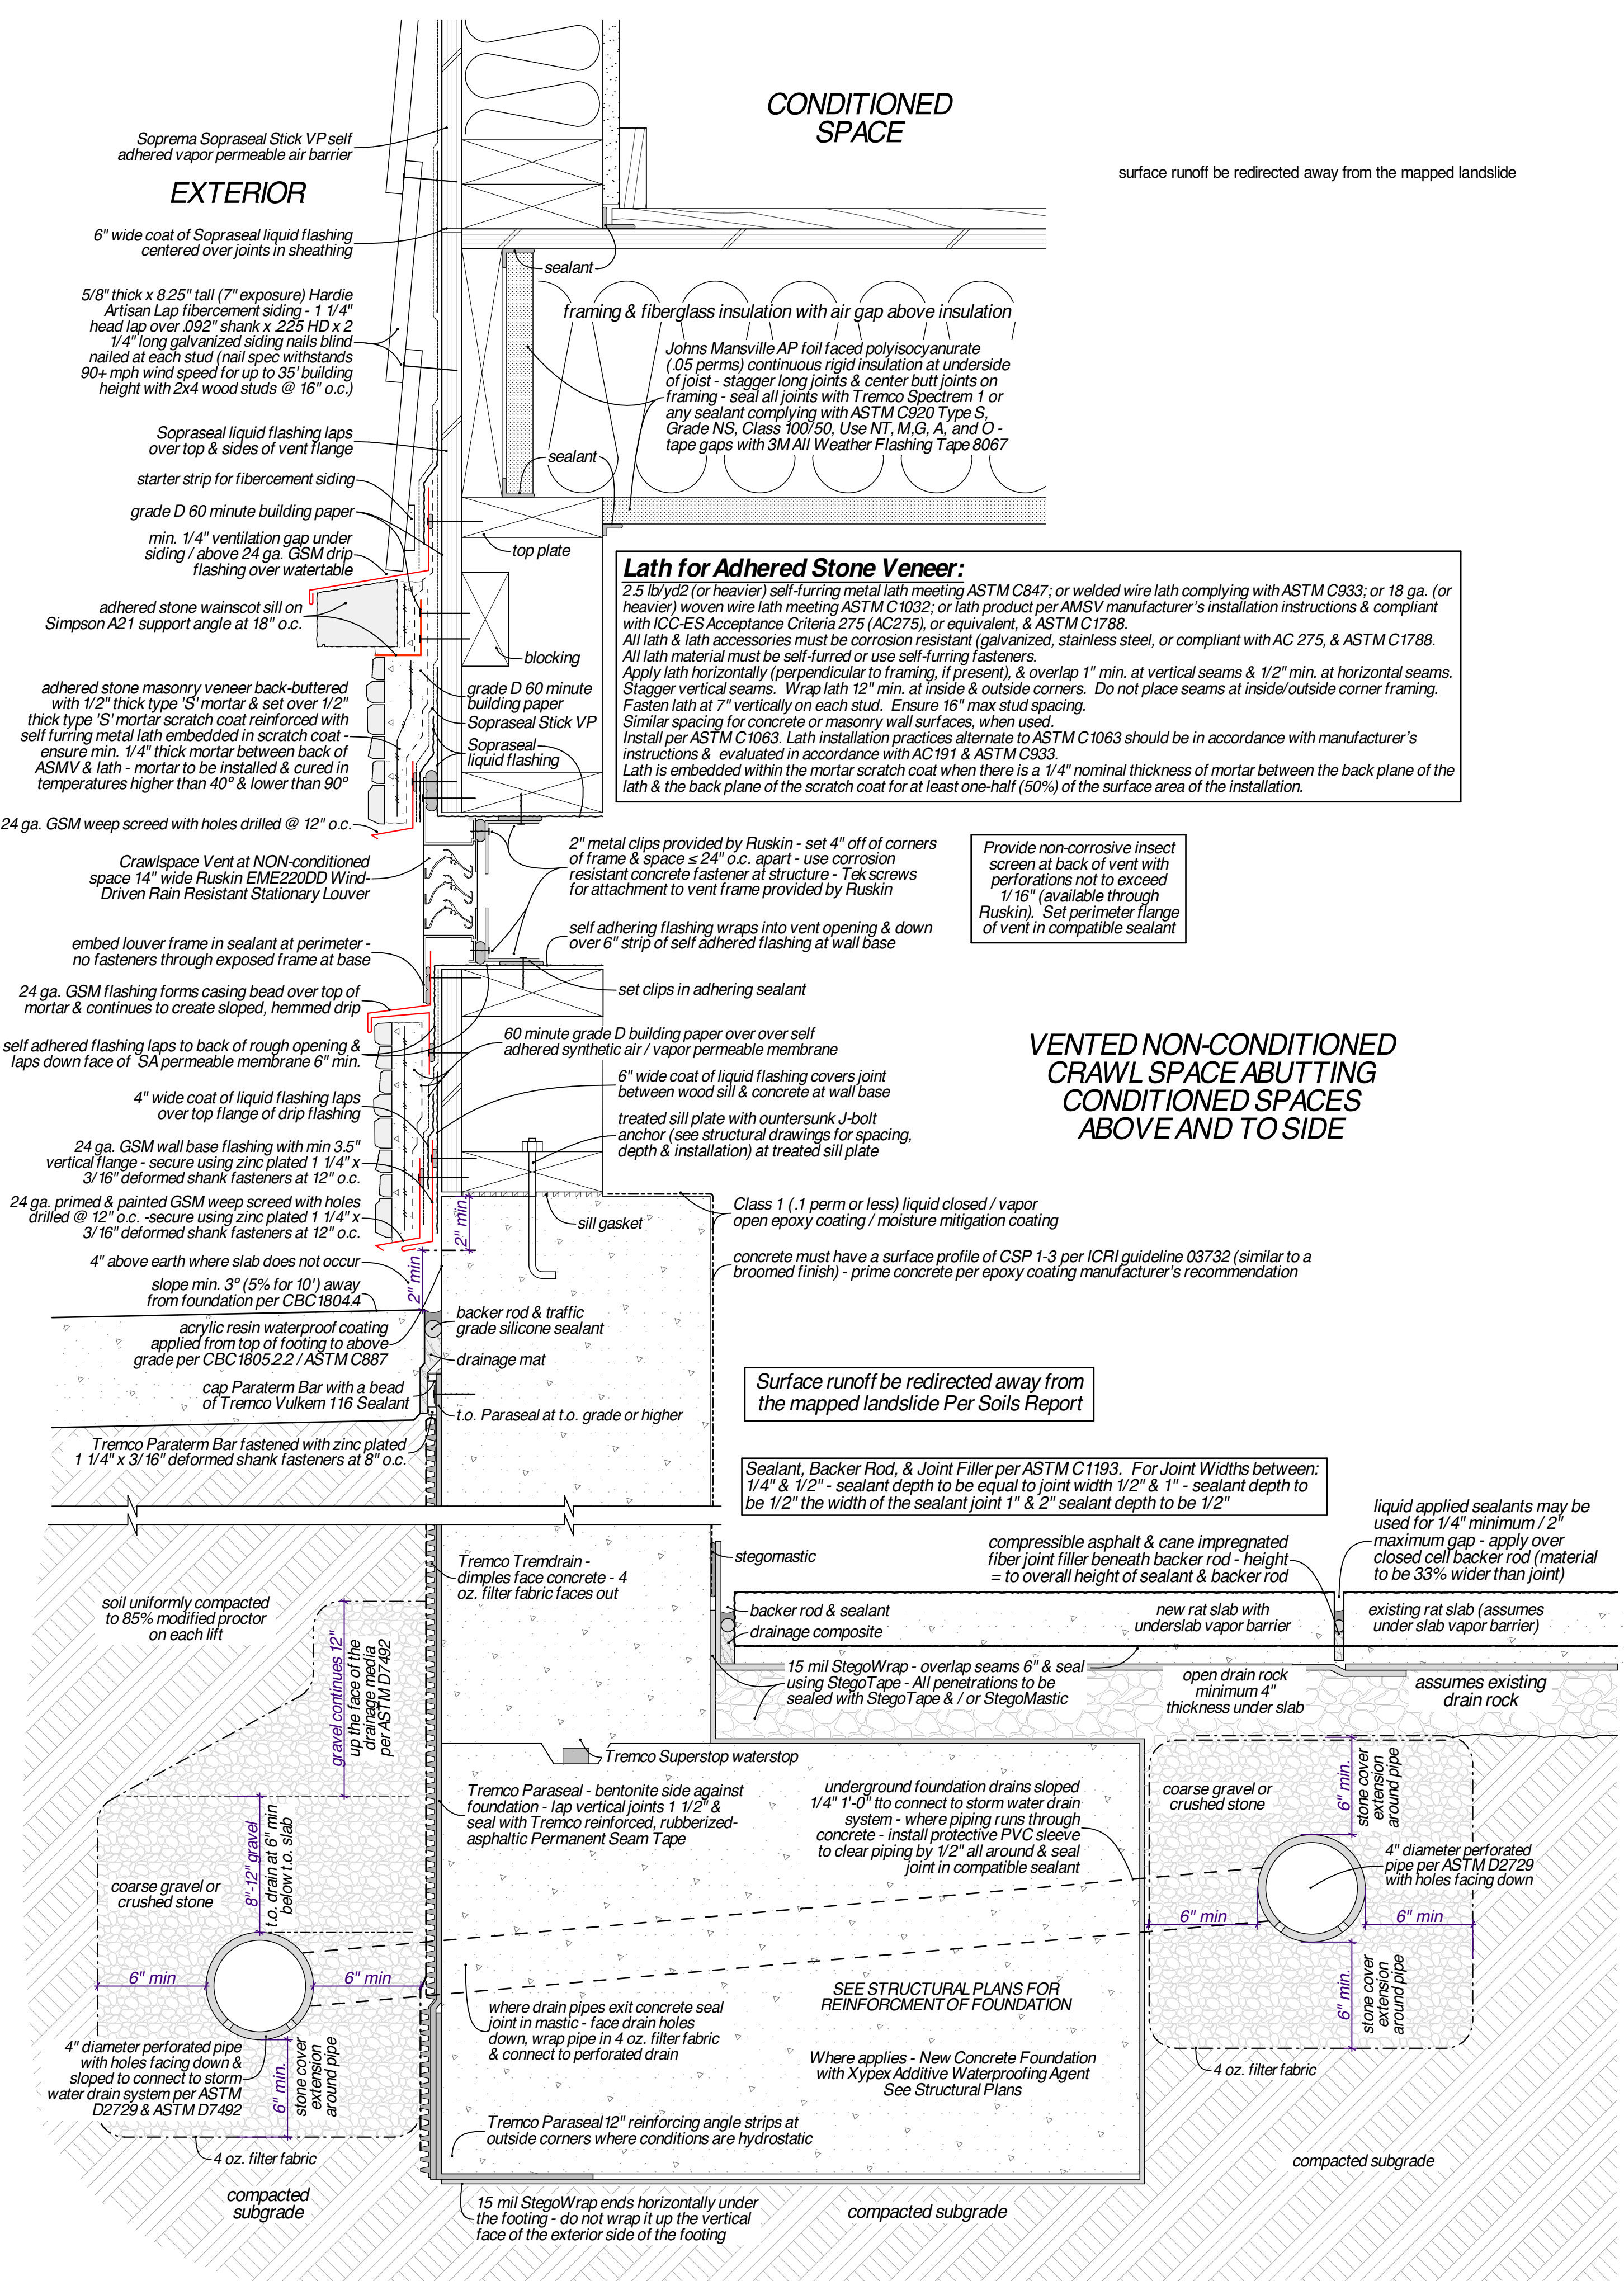 CONDITIONED
SPACE
surface runoff be redirected away from the mapped landslide
Soprema Sopraseal Stick VP self
adhered vapor permeable air barrier
EXTERIOR
6" wide coat of Sopraseal liquid flashing
centered over joints in sheathing
sealant
5/8" thick x 8.25" tall (7" exposure) Hardie
Artisan Lap fibercement siding - 1 1/4"
head lap over .092" shank x .225 HD x 2
1/4" long galvanized siding nails blind
nailed at each stud (nail spec withstands
90+ mph wind speed for up to 35' building
height with 2x4 wood studs @ 16" o.c.)
framing & fiberglass insulation with air gap above insulation
Johns Mansville AP foil faced polyisocyanurate
(.05 perms) continuous rigid insulation at underside
of joist - stagger long joints & center butt joints on
framing - seal all joints with Tremco Spectrem 1 or
any sealant complying with ASTM C920 Type S,
Grade NS, Class 100/50, Use NT, M,G, A, and O -
tape gaps with 3M All Weather Flashing Tape 8067
Sopraseal liquid flashing laps
over top & sides of vent flange
sealant
starter strip for fibercement siding
grade D 60 minute building paper
min. 1/4" ventilation gap under
siding / above 24 ga. GSM drip
flashing over watertable
top plate
adhered stone wainscot sill on
Simpson A21 support angle at 18" o.c.
blocking
Lath for Adhered Stone Veneer:
2.5 lb/yd2 (or heavier) self-furring metal lath meeting ASTM C847; or welded wire lath complying with ASTM C933; or 18 ga. (or
heavier) woven wire lath meeting ASTM C1032; or lath product per AMSV manufacturer's installation instructions & compliant
with ICC-ES Acceptance Criteria 275 (AC275), or equivalent, & ASTM C1788.
All lath & lath accessories must be corrosion resistant (galvanized, stainless steel, or compliant with AC 275, & ASTM C1788.
All lath material must be self-furred or use self-furring fasteners.
Apply lath horizontally (perpendicular to framing, if present), & overlap 1" min. at vertical seams & 1/2" min. at horizontal seams.
Stagger vertical seams. Wrap lath 12" min. at inside & outside corners. Do not place seams at inside/outside corner framing.
Fasten lath at 7" vertically on each stud. Ensure 16" max stud spacing.
Similar spacing for concrete or masonry wall surfaces, when used.
Install per ASTM C1063. Lath installation practices alternate to ASTM C1063 should be in accordance with manufacturer's
instructions & evaluated in accordance with AC191 & ASTM C933.
Lath is embedded within the mortar scratch coat when there is a 1/4" nominal thickness of mortar between the back plane of the
lath & the back plane of the scratch coat for at least one-half (50%) of the surface area of the installation.
adhered stone masonry veneer back-buttered
with 1/2" thick type 'S' mortar & set over 1/2"
thick type 'S' mortar scratch coat reinforced with
self furring metal lath embedded in scratch coat -
ensure min. 1/4" thick mortar between back of
ASMV & lath - mortar to be installed & cured in
temperatures higher than 40º & lower than 90º
grade D 60 minute
building paper
Sopraseal Stick VP
Sopraseal
liquid flashing
24 ga. GSM weep screed with holes drilled @ 12" o.c.
Crawlspace Vent at NON-conditioned
space 14" wide Ruskin EME220DD Wind-
Driven Rain Resistant Stationary Louver
2" metal clips provided by Ruskin - set 4" off of corners
of frame & space ≤ 24" o.c. apart - use corrosion
resistant concrete fastener at structure - Tek screws
for attachment to vent frame provided by Ruskin
Provide non-corrosive insect
screen at back of vent with
perforations not to exceed
1/16" (available through
Ruskin). Set perimeter flange
of vent in compatible sealant
embed louver frame in sealant at perimeter -
no fasteners through exposed frame at base
self adhering flashing wraps into vent opening & down
over 6" strip of self adhered flashing at wall base
24 ga. GSM flashing forms casing bead over top of
mortar & continues to create sloped, hemmed drip
set clips in adhering sealant
self adhered flashing laps to back of rough opening &
laps down face of SA permeable membrane 6" min.
60 minute grade D building paper over over self
adhered synthetic air / vapor permeable membrane
VENTED NON-CONDITIONED
CRAWL SPACE ABUTTING
CONDITIONED SPACES
ABOVE AND TO SIDE
4" wide coat of liquid flashing laps
over top flange of drip flashing
6" wide coat of liquid flashing covers joint
between wood sill & concrete at wall base
24 ga. GSM wall base flashing with min 3.5"
vertical flange - secure using zinc plated 1 1/4" x
3/16" deformed shank fasteners at 12" o.c.
treated sill plate with ountersunk J-bolt
anchor (see structural drawings for spacing,
depth & installation) at treated sill plate
24 ga. primed & painted GSM weep screed with holes
drilled @ 12" o.c. -secure using zinc plated 1 1/4" x
3/16" deformed shank fasteners at 12" o.c.
2" min.
sill gasket
Class 1 (.1 perm or less) liquid closed / vapor
open epoxy coating / moisture mitigation coating
4" above earth where slab does not occur
2" min
concrete must have a surface profile of CSP 1-3 per ICRI guideline 03732 (similar to a
broomed finish) - prime concrete per epoxy coating manufacturer's recommendation
slope min. 3º (5% for 10') away
from foundation per CBC 1804.4
acrylic resin waterproof coating
applied from top of footing to above
grade per CBC1805.2.2 / ASTM C887
backer rod & traffic
grade silicone sealant
drainage mat
cap Paraterm Bar with a bead
of Tremco Vulkem 116 Sealant
t.o. Paraseal at t.o. grade or higher
Surface runoff be redirected away from
the mapped landslide Per Soils Report
Tremco Paraterm Bar fastened with zinc plated
1 1/4" x 3/16" deformed shank fasteners at 8" o.c.
Sealant, Backer Rod, & Joint Filler per ASTM C1193. For Joint Widths between:
1/4" & 1/2" - sealant depth to be equal to joint width 1/2" & 1" - sealant depth to
be 1/2" the width of the sealant joint 1" & 2" sealant depth to be 1/2"
liquid applied sealants may be
used for 1/4" minimum / 2"
maximum gap - apply over
closed cell backer rod (material
to be 33% wider than joint)
compressible asphalt & cane impregnated
fiber joint filler beneath backer rod - height
= to overall height of sealant & backer rod
stegomastic
Tremco Tremdrain -
dimples face concrete - 4
oz. filter fabric faces out
soil uniformly compacted
to 85% modified proctor
on each lift
backer rod & sealant
drainage composite
new rat slab with
underslab vapor barrier
existing rat slab (assumes
under slab vapor barrier)
gravel continues 12"
up the face of the
drainage media
per ASTM D7492
15 mil StegoWrap - overlap seams 6" & seal
using StegoTape - All penetrations to be
sealed with StegoTape & / or StegoMastic
open drain rock
minimum 4"
thickness under slab
assumes existing
drain rock
Tremco Superstop waterstop
Tremco Paraseal - bentonite side against
foundation - lap vertical joints 1 1/2" &
seal with Tremco reinforced, rubberized-
asphaltic Permanent Seam Tape
underground foundation drains sloped
1/4" 1'-0" tto connect to storm water drain
system - where piping runs through
concrete - install protective PVC sleeve
to clear piping by 1/2" all around & seal
joint in compatible sealant
coarse gravel or
crushed stone
6" min.
stone cover
extension
around pipe
4" diameter perforated
pipe per ASTM D2729
with holes facing down
8"-12" gravel
t.o. drain at 6" min
below t.o. slab
coarse gravel or
crushed stone
6" min
6" min
6" min
6" min
6" min.
stone cover
extension
around pipe
where drain pipes exit concrete seal
joint in mastic - face drain holes
down, wrap pipe in 4 oz. filter fabric
& connect to perforated drain
SEE STRUCTURAL PLANS FOR
REINFORCMENT OF FOUNDATION
4" diameter perforated pipe
with holes facing down &
sloped to connect to storm
water drain system per ASTM
D2729 & ASTM D7492
6" min.
stone cover
extension
around pipe
Where applies - New Concrete Foundation
with Xypex Additive Waterproofing Agent
See Structural Plans
4 oz. filter fabric
Tremco Paraseal 12" reinforcing angle strips at
outside corners where conditions are hydrostatic
4 oz. filter fabric
compacted
subgrade
compacted subgrade
15 mil StegoWrap ends horizontally under
the footing - do not wrap it up the vertical
face of the exterior side of the footing
compacted subgrade